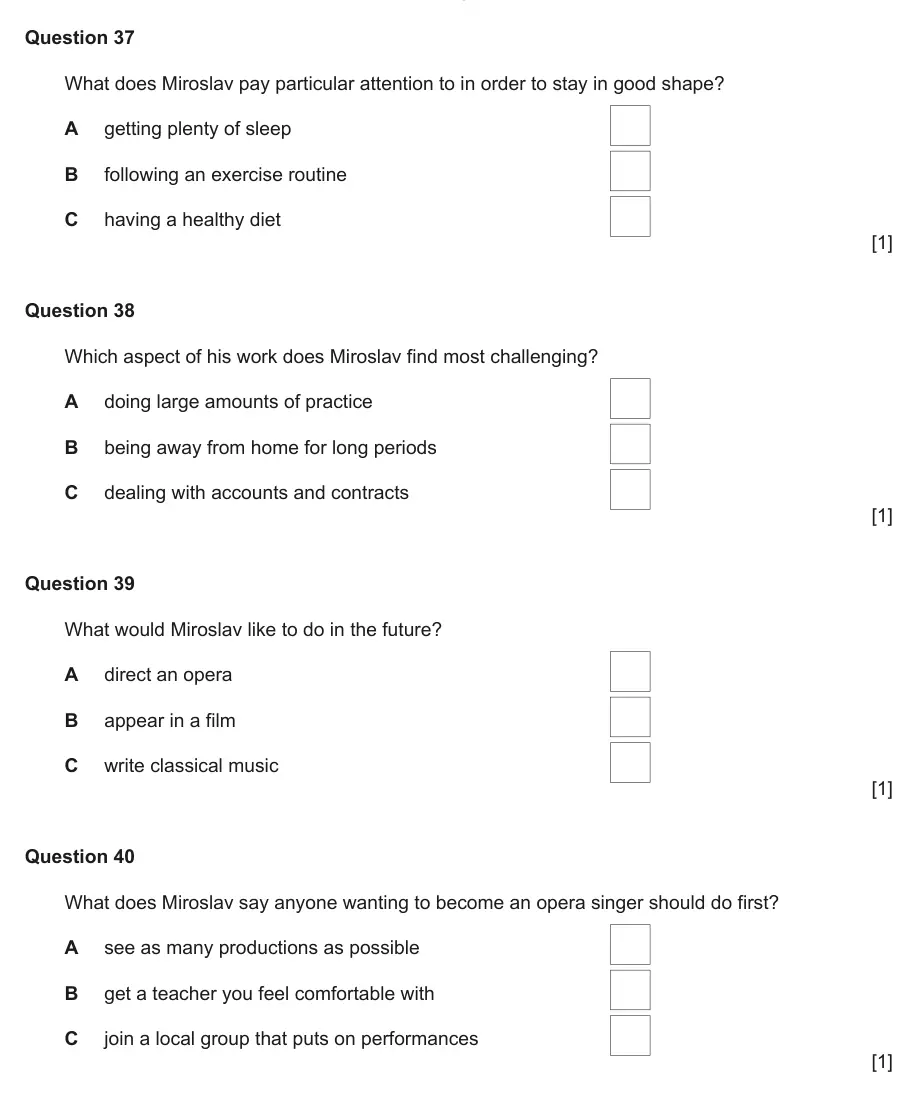 Question 37
What does Miroslav pay particular attention to in order to stay in good shape?
A getting plenty of sleep
B following an exercise routine
C having a healthy diet
[1]
Question 38
Which aspect of his work does Miroslav find most challenging?
A doing large amounts of practice
B being away from home for long periods
C dealing with accounts and contracts
[1]
Question 39
What would Miroslav like to do in the future?
A direct an opera
B appear in a film
C write classical music
[1]
Question 40
What does Miroslav say anyone wanting to become an opera singer should do first?
A see as many productions as possible
B get a teacher you feel comfortable with
C join a local group that puts on performances
[1]